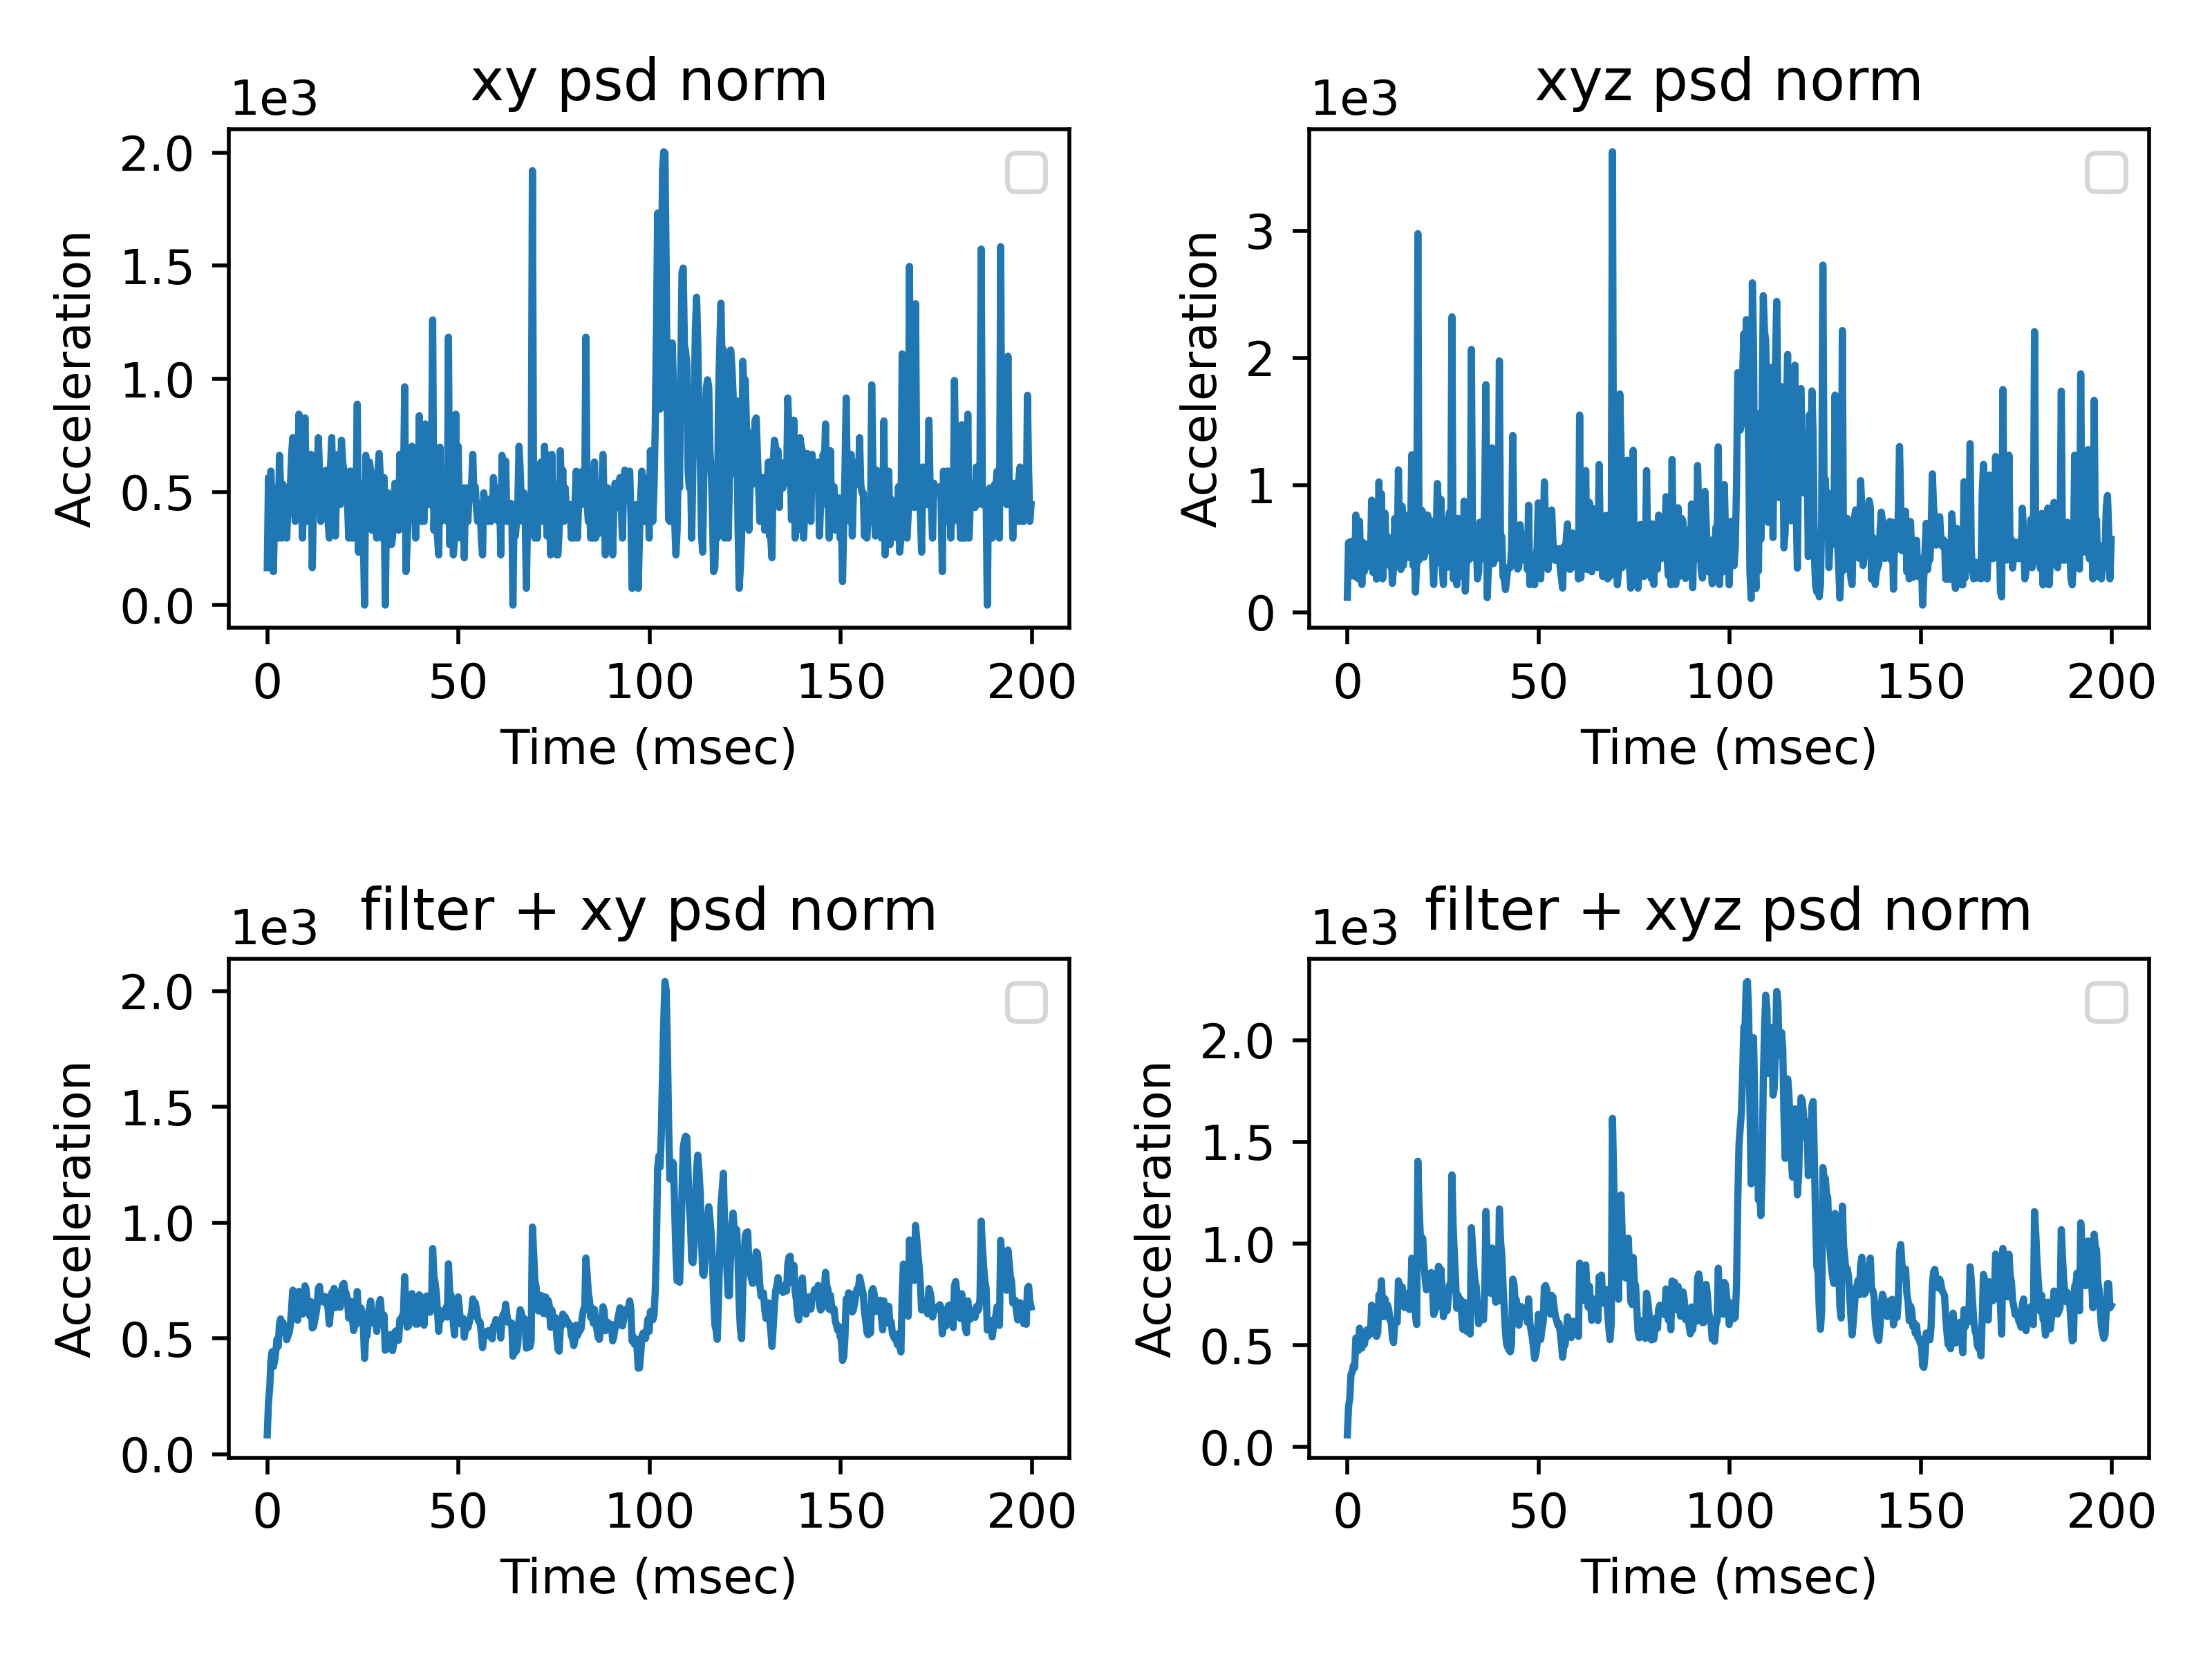 xy psd norm
1e3
2.0
1.5
1.0
0.5
0.0
Acceleration
0 50 100 150 200
Time (msec)
xyz psd norm
1e3
3
2
1
0
Acceleration
0 50 100 150 200
Time (msec)
filter + xy psd norm
1e3
2.0
1.5
1.0
0.5
0.0
Acceleration
0 50 100 150 200
Time (msec)
filter + xyz psd norm
1e3
2.0
1.5
1.0
0.5
0.0
Acceleration
0 50 100 150 200
Time (msec)